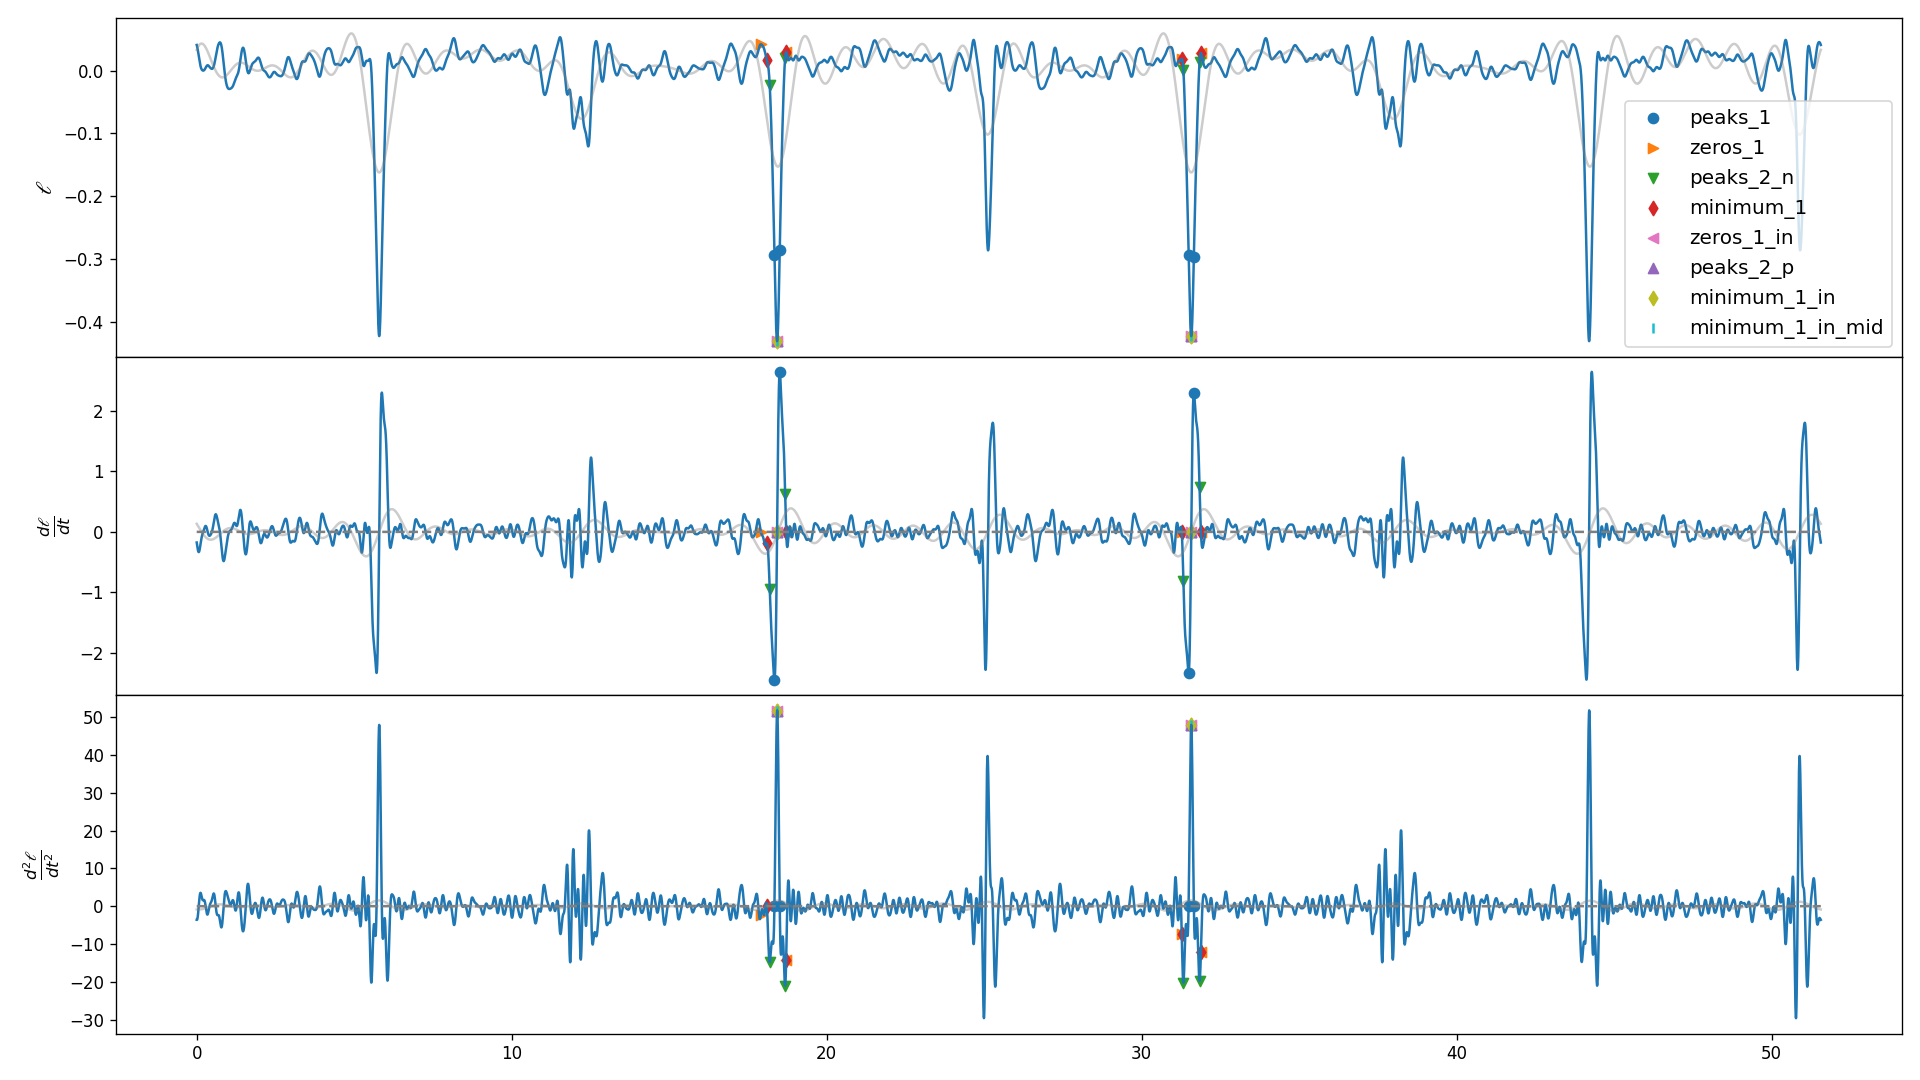 0.0
−0.1
−0.2
−0.3
−0.4
ℓ
peaks_1
zeros_1
peaks_2_n
minimum_1
zeros_1_in
peaks_2_p
minimum_1_in
minimum_1_in_mid
2
1
0
−1
−2
dℓ
dt
50
40
30
20
10
0
−10
−20
−30
d²ℓ
dt²
0 10 20 30 40 50